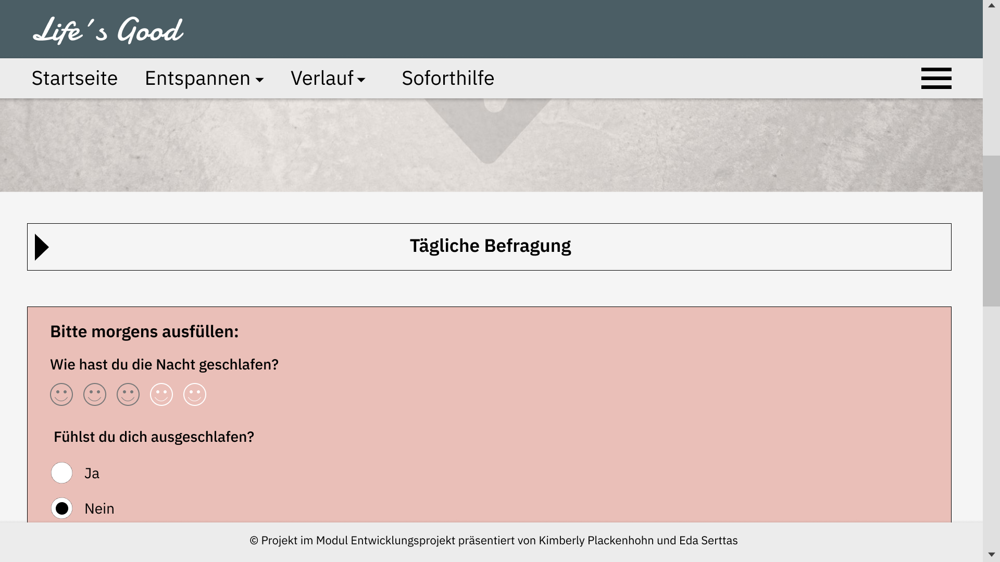 Life´s Good
Startseite Entspannen Verlauf Soforthilfe
Tägliche Befragung
Bitte morgens ausfüllen:
Wie hast du die Nacht geschlafen?
Fühlst du dich ausgeschlafen?
Ja
Nein
© Projekt im Modul Entwicklungsprojekt präsentiert von Kimberly Plackenhohn und Eda Serttas